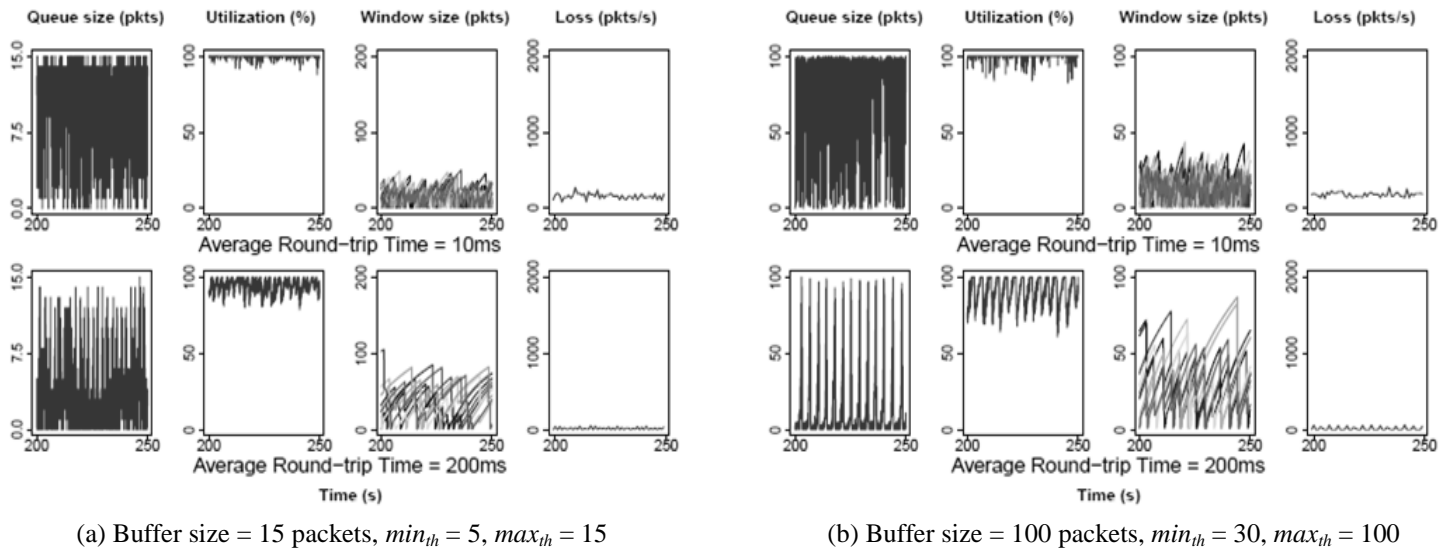 Queue size (pkts) Utilization (%) Window size (pkts) Loss (pkts/s)
15.0 7.5 0.0
100 50 0
200 100 0
2000 1000 0
200 250 200 250 200 250 200 250
Average Round-trip Time = 10ms
15.0 7.5 0.0
100 50 0
200 100 0
2000 1000 0
200 250 200 250 200 250 200 250
Average Round-trip Time = 200ms
Time (s)
(a) Buffer size = 15 packets, minth = 5, maxth = 15
Queue size (pkts) Utilization (%) Window size (pkts) Loss (pkts/s)
100 50 0
100 50 0
100 50 0
2000 1000 0
200 250 200 250 200 250 200 250
Average Round-trip Time = 10ms
100 50 0
100 50 0
100 50 0
2000 1000 0
200 250 200 250 200 250 200 250
Average Round-trip Time = 200ms
Time (s)
(b) Buffer size = 100 packets, minth = 30, maxth = 100